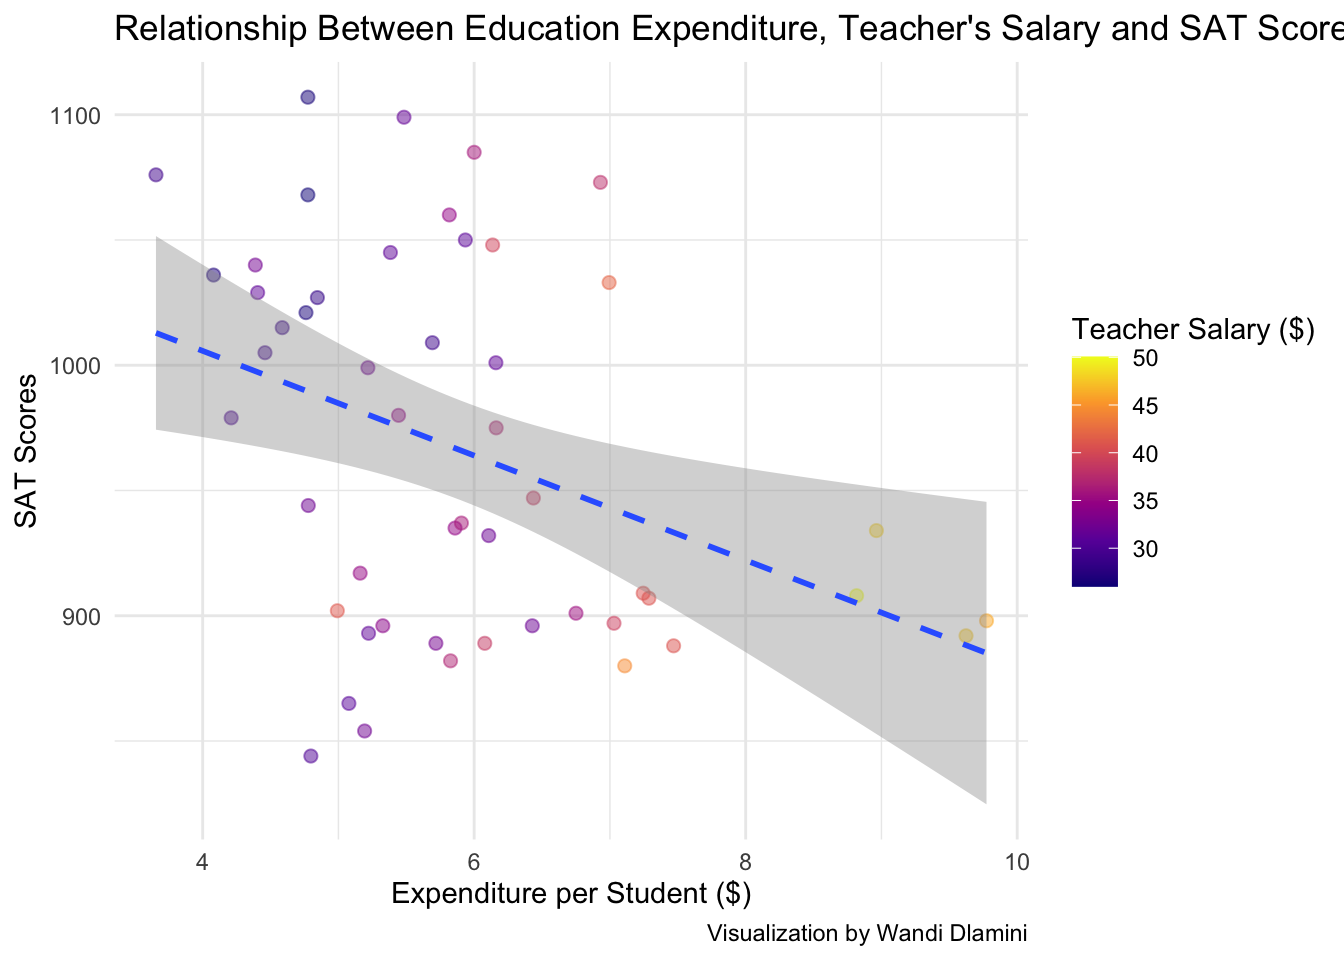 Relationship Between Education Expenditure, Teacher's Salary and SAT Score
1100
1000
900
SAT Scores
4
6
8
10
Expenditure per Student ($)
Teacher Salary ($)
50
45
40
35
30
Visualization by Wandi Dlamini